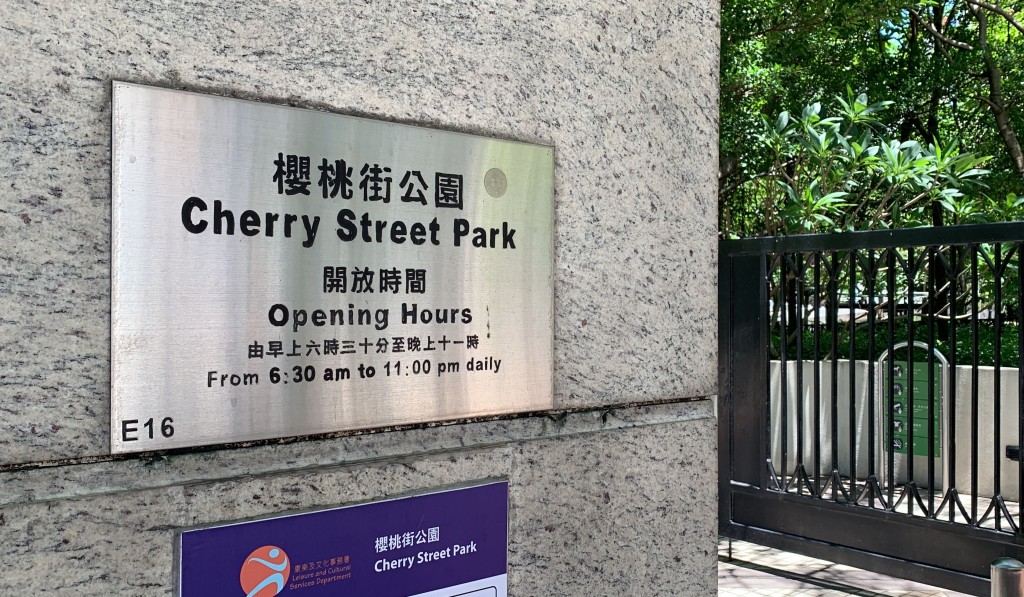 櫻桃街公園
Cherry Street Park
開放時間
Opening Hours
由早上六時三十分至晚上十一時
From 6:30 am to 11:00 pm daily
E16
康樂及文化事務署
Leisure and Cultural
Services Department
櫻桃街公園
Cherry Street Park